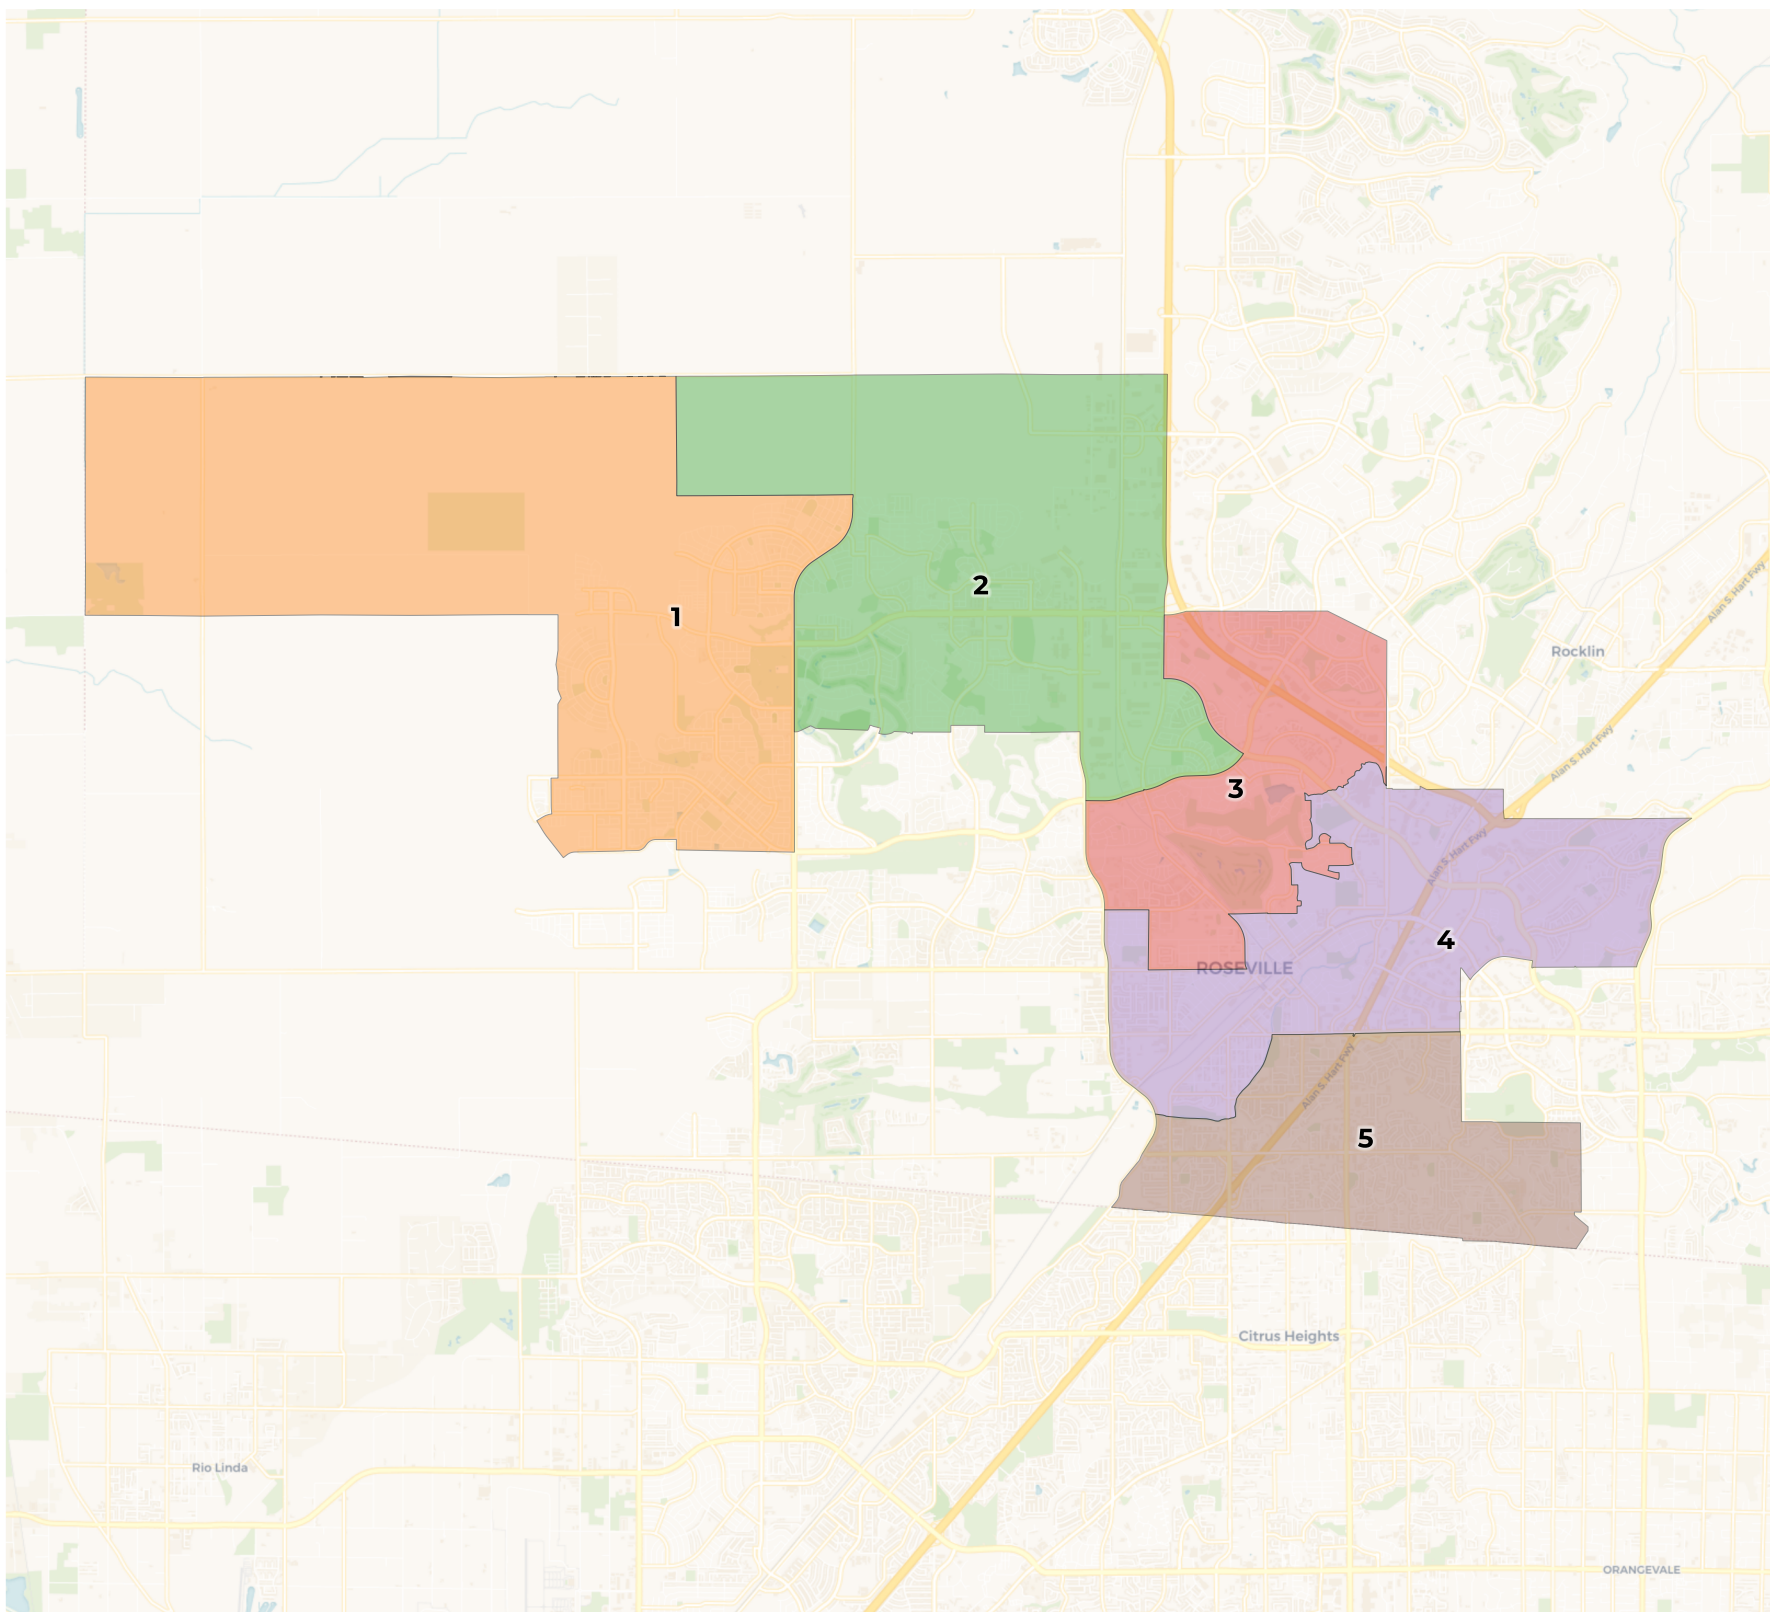 Alan S. Hart Fwy
1
2
Rocklin
Alan S. Hart Fwy
3
Alan S. Hart Fwy
4
ROSEVILLE
Alan S. Hart Fwy
5
Citrus Heights
Rio Linda
ORANGEVALE